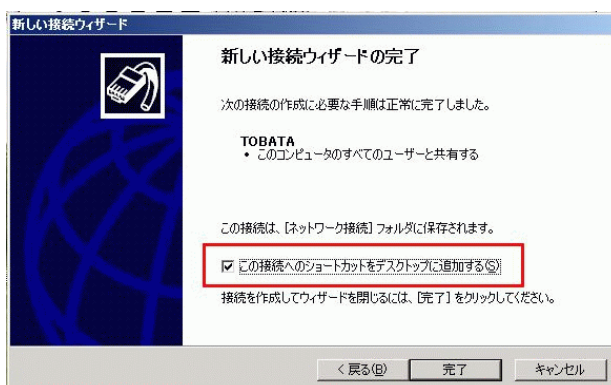 新しい接続ウィザード
新しい接続ウィザードの完了
次の接続の作成に必要な手順は正常に完了しました。
TOBATA
• このコンピュータのすべてのユーザーと共有する
この接続は、[ネットワーク接続] フォルダに保存されます。
この接続へのショートカットをデスクトップに追加する(S)
接続を作成してウィザードを閉じるには、[完了] をクリックしてください。
< 戻る(B)
完了
キャンセル